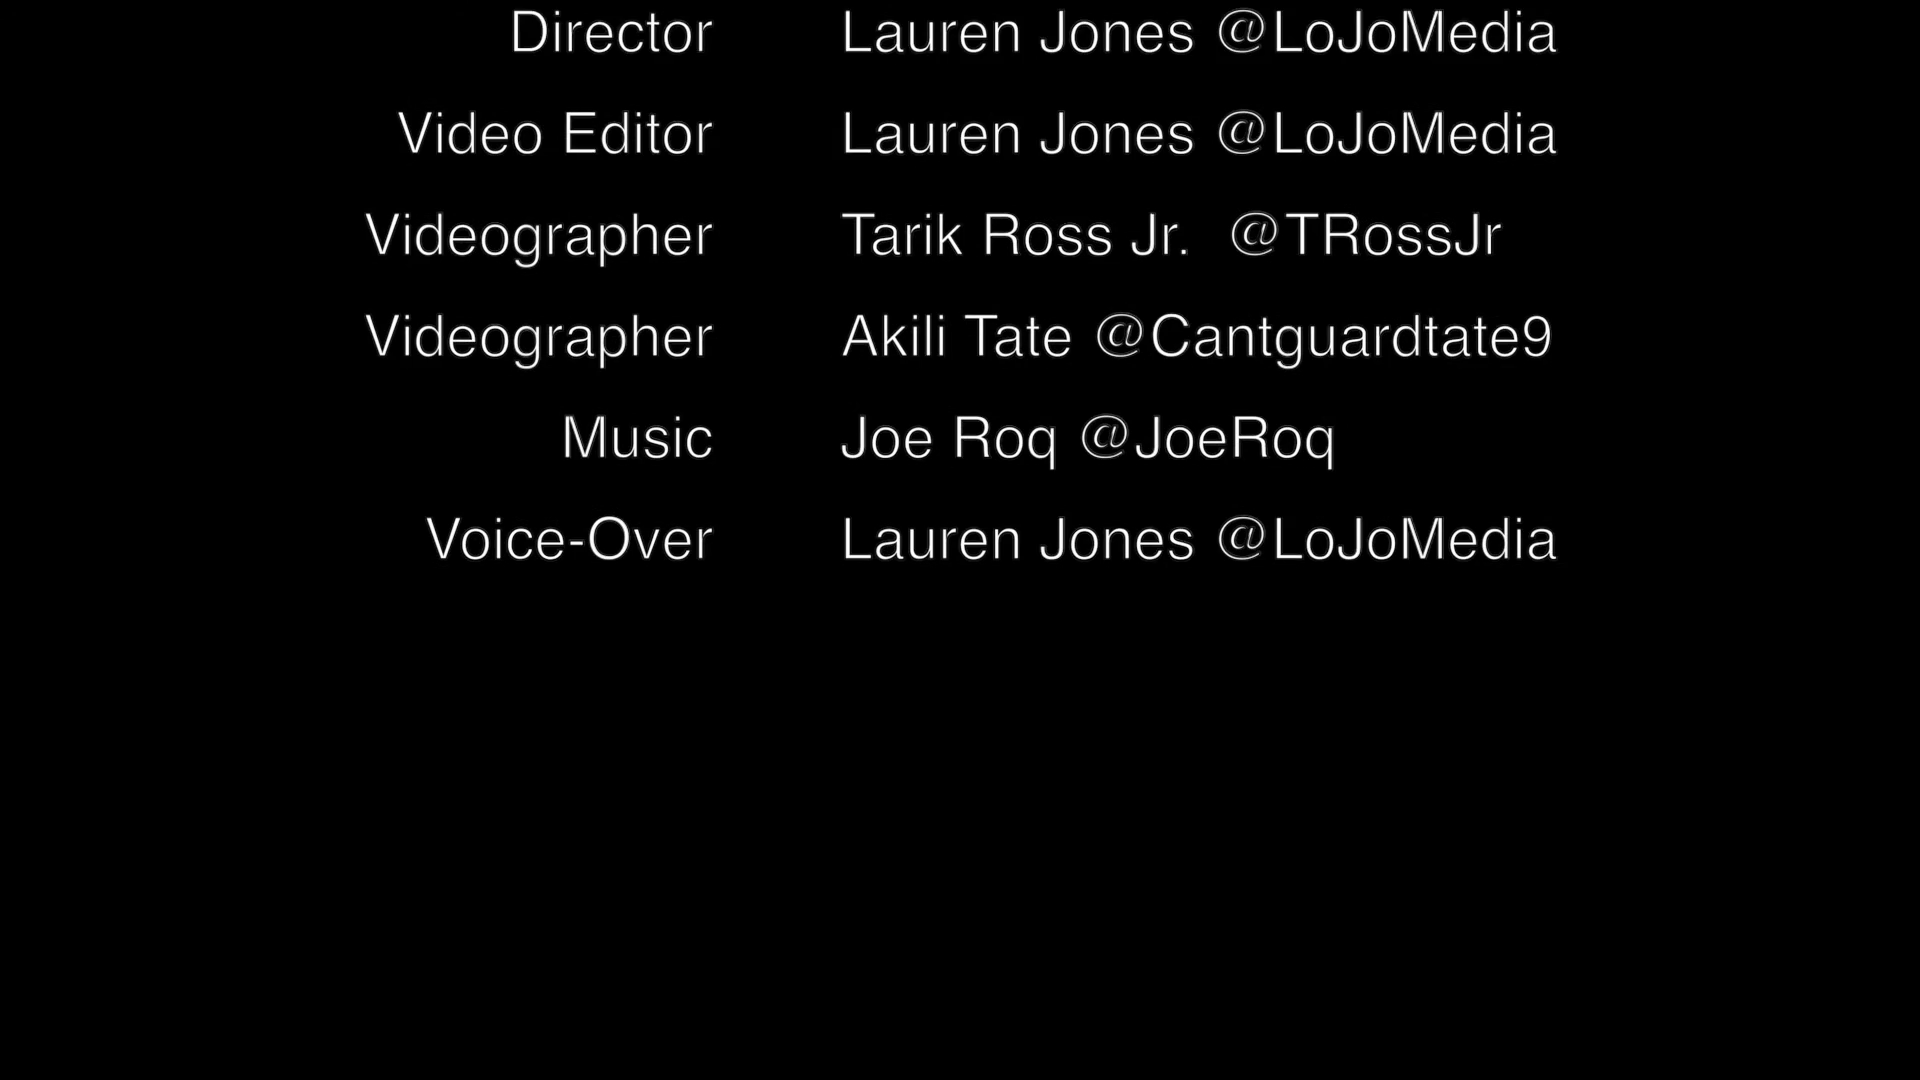 Director Lauren Jones @LoJoMedia
Video Editor Lauren Jones @LoJoMedia
Videographer Tarik Ross Jr. @TRossJr
Videographer Akili Tate @Cantguardtate9
Music Joe Roq @JoeRoq
Voice-Over Lauren Jones @LoJoMedia